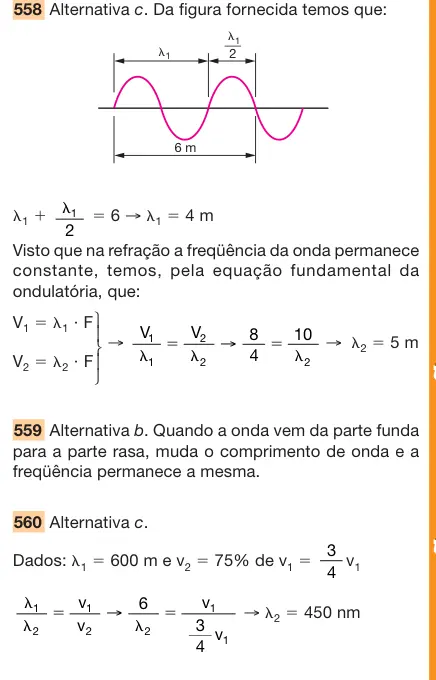 558 Alternativa c. Da figura fornecida temos que:
λ₁
λ₁/2
6 m
λ₁ + λ₁/2 = 6 → λ₁ = 4 m
Visto que na refração a freqüência da onda permanece
constante, temos, pela equação fundamental da
ondulatória, que:
V₁ = λ₁ · F
V₂ = λ₂ · F
→ V₁/λ₁ = V₂/λ₂ → 8/4 = 10/λ₂ → λ₂ = 5 m
559 Alternativa b. Quando a onda vem da parte funda
para a parte rasa, muda o comprimento de onda e a
freqüência permanece a mesma.
560 Alternativa c.
Dados: λ₁ = 600 m e v₂ = 75% de v₁ = 3/4 v₁
λ₁/λ₂ = v₁/v₂ → 6/λ₂ = v₁/(3/4 v₁) → λ₂ = 450 nm